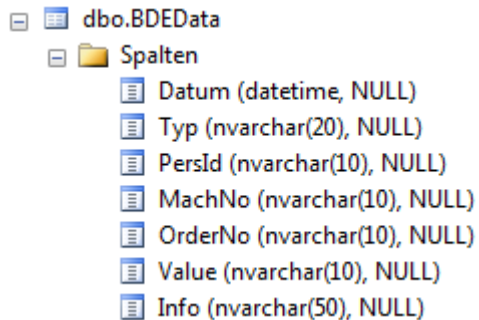 dbo.BDEData
Spalten
Datum (datetime, NULL)
Typ (nvarchar(20), NULL)
PersId (nvarchar(10), NULL)
MachNo (nvarchar(10), NULL)
OrderNo (nvarchar(10), NULL)
Value (nvarchar(10), NULL)
Info (nvarchar(50), NULL)